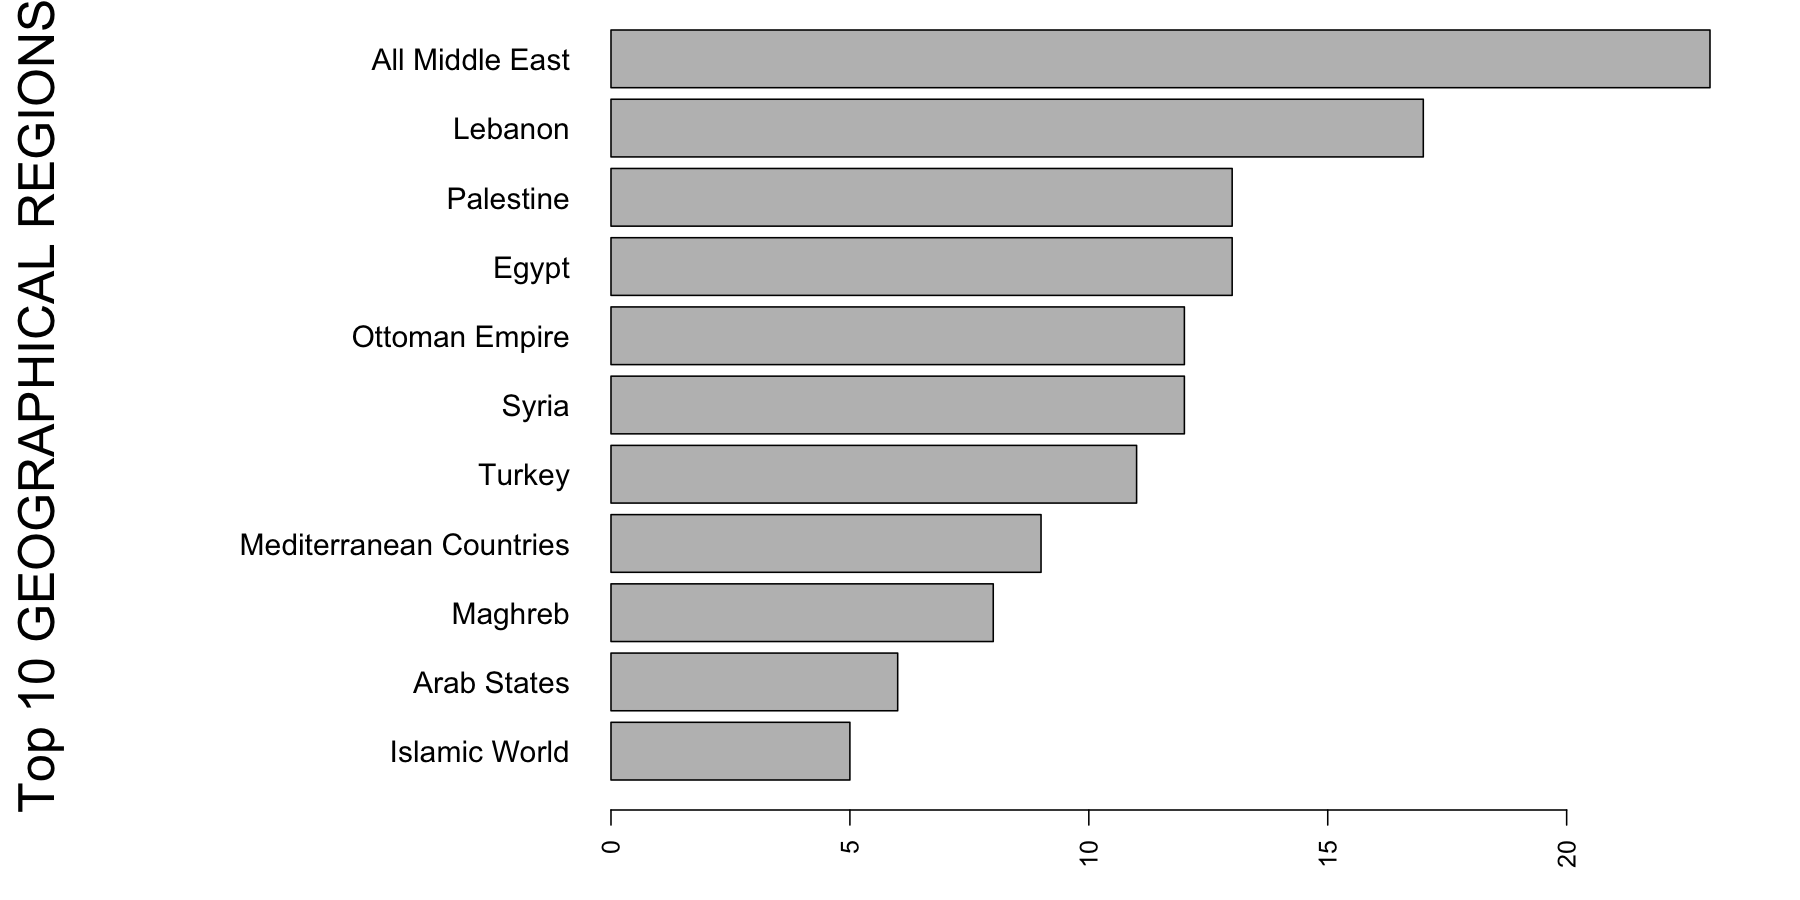 Top 10 GEOGRAPHICAL REGIONS
All Middle East
Lebanon
Palestine
Egypt
Ottoman Empire
Syria
Turkey
Mediterranean Countries
Maghreb
Arab States
Islamic World
0
5
10
15
20